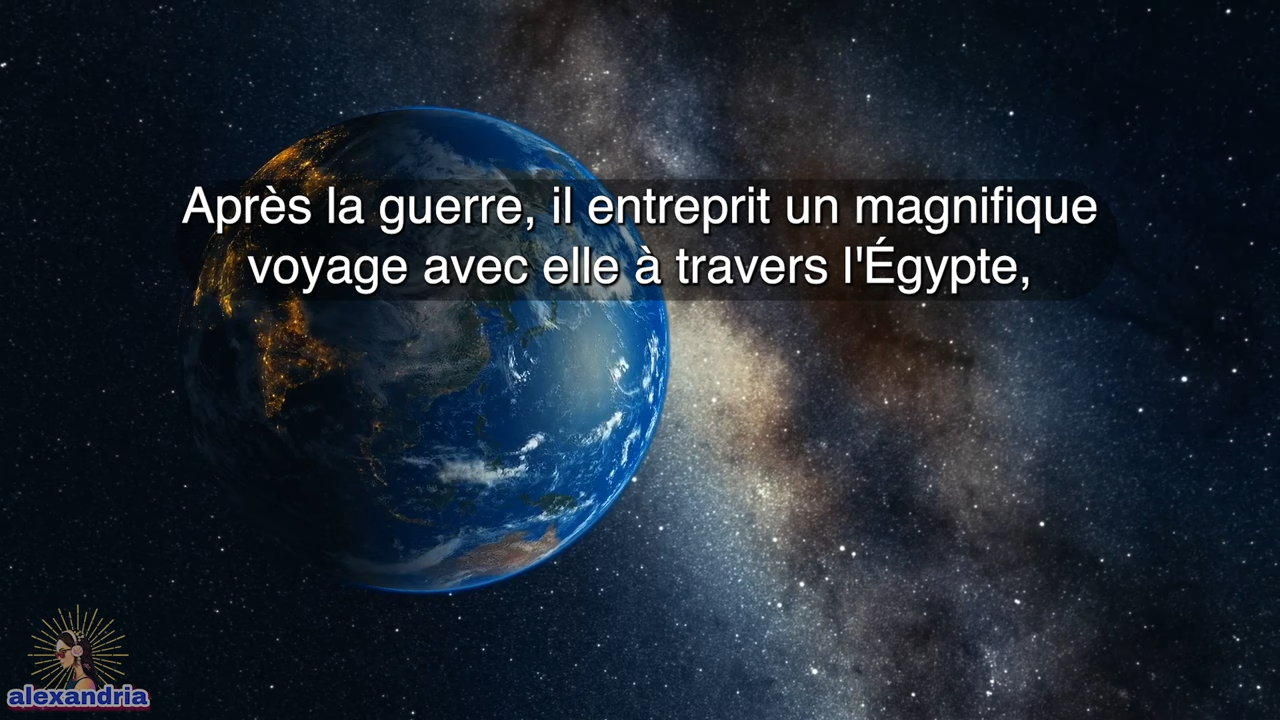 Après la guerre, il entreprit un magnifique
voyage avec elle à travers l'Égypte,
alexandria